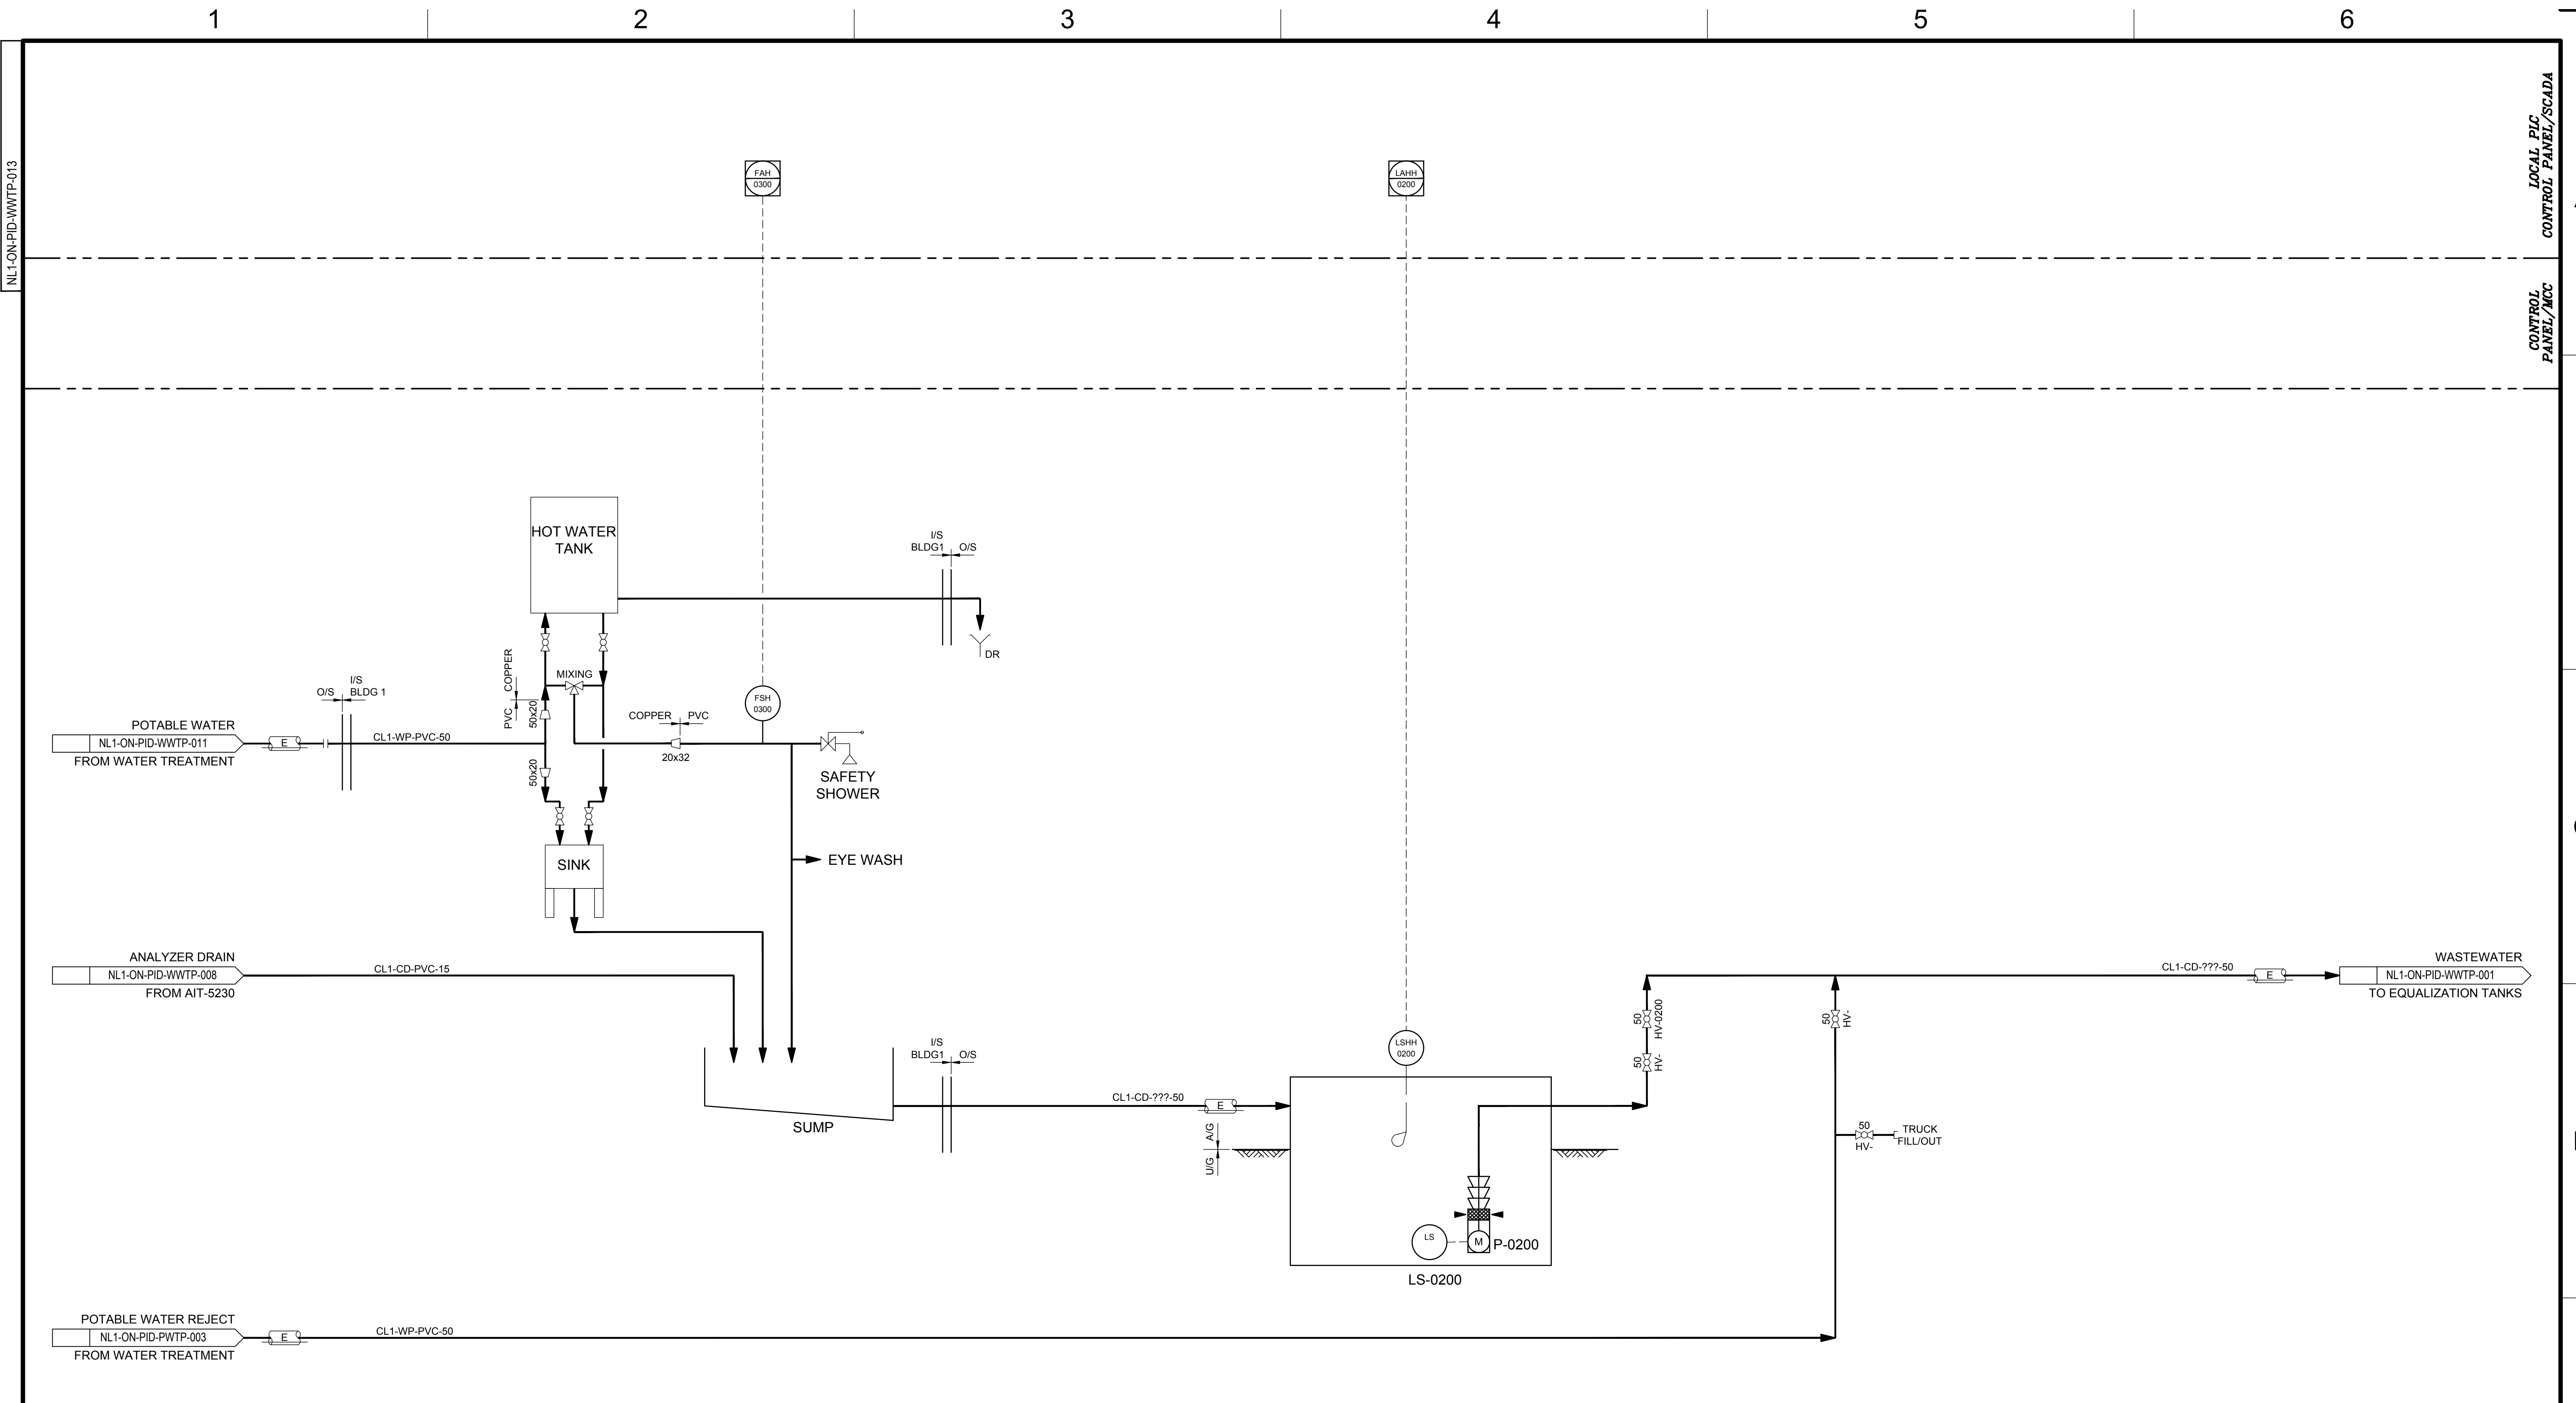 1
2
3
4
5
6
NL1-ON-PID-WWTP-013
LOCAL PLC
CONTROL PANEL/SCADA
FAH
0300
LAHH
0200
CONTROL
PANEL/MCC
HOT WATER
TANK
I/S
BLDG1
O/S
DR
COPPER
PVC
MIXING
50x20
FSH
0300
I/S
O/S
BLDG 1
POTABLE WATER
NL1-ON-PID-WWTP-011
FROM WATER TREATMENT
E
CL1-WP-PVC-50
COPPER
PVC
20x32
50x20
SAFETY
SHOWER
SINK
EYE WASH
ANALYZER DRAIN
NL1-ON-PID-WWTP-008
FROM AIT-5230
CL1-CD-PVC-15
CL1-CD-???-50
E
WASTEWATER
NL1-ON-PID-WWTP-001
TO EQUALIZATION TANKS
50
HV-0200
50
HV-
50
HV-
LSHH
0200
I/S
BLDG1
O/S
SUMP
CL1-CD-???-50
E
A/G
U/G
50
HV-
TRUCK
FILL/OUT
LS
M
P-0200
LS-0200
POTABLE WATER REJECT
NL1-ON-PID-PWTP-003
FROM WATER TREATMENT
E
CL1-WP-PVC-50